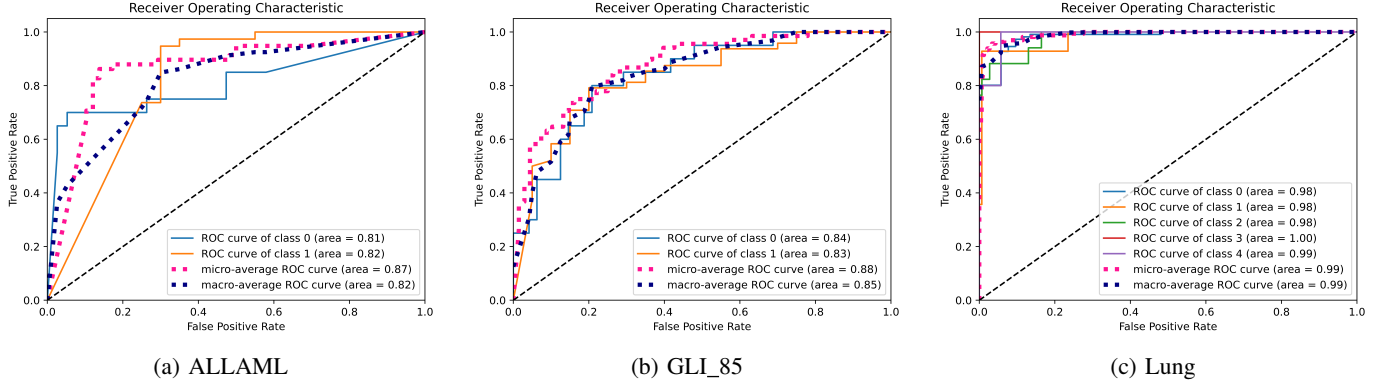 Receiver Operating Characteristic
1.0
0.8
0.6
0.4
0.2
0.0
True Positive Rate
ROC curve of class 0 (area = 0.81)
ROC curve of class 1 (area = 0.82)
micro-average ROC curve (area = 0.87)
macro-average ROC curve (area = 0.82)
0.0 0.2 0.4 0.6 0.8 1.0
False Positive Rate
(a) ALLAML
Receiver Operating Characteristic
1.0
0.8
0.6
0.4
0.2
0.0
True Positive Rate
ROC curve of class 0 (area = 0.84)
ROC curve of class 1 (area = 0.83)
micro-average ROC curve (area = 0.88)
macro-average ROC curve (area = 0.85)
0.0 0.2 0.4 0.6 0.8 1.0
False Positive Rate
(b) GLI_85
Receiver Operating Characteristic
1.0
0.8
0.6
0.4
0.2
0.0
True Positive Rate
ROC curve of class 0 (area = 0.98)
ROC curve of class 1 (area = 0.98)
ROC curve of class 2 (area = 0.98)
ROC curve of class 3 (area = 1.00)
ROC curve of class 4 (area = 0.99)
micro-average ROC curve (area = 0.99)
macro-average ROC curve (area = 0.99)
0.0 0.2 0.4 0.6 0.8 1.0
False Positive Rate
(c) Lung